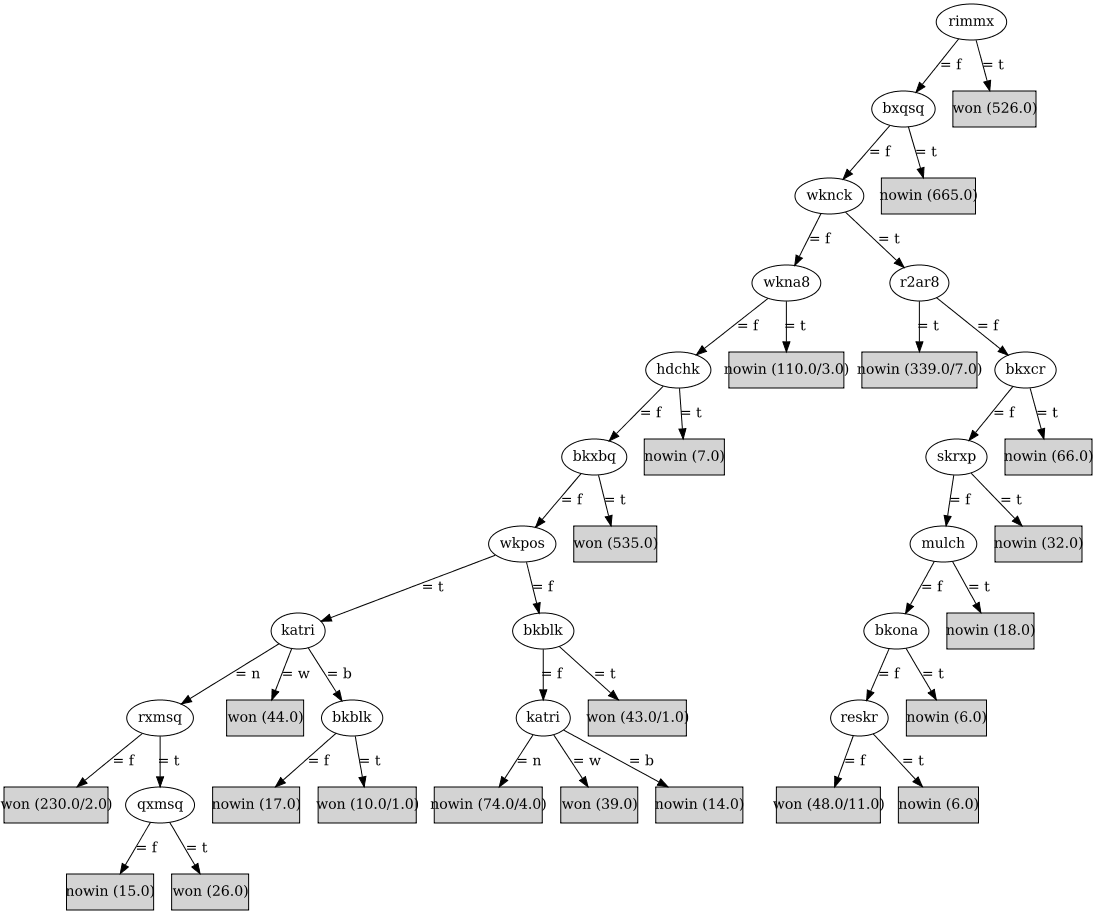 rimmx
= f
= t
bxqsq
won (526.0)
= f
= t
wknck
nowin (665.0)
= f
= t
wkna8
r2ar8
= f
= t
= t
= f
hdchk
nowin (110.0/3.0)
nowin (339.0/7.0)
bkxcr
= f
= t
= f
= t
bkxbq
nowin (7.0)
skrxp
nowin (66.0)
= f
= t
= f
= t
wkpos
won (535.0)
mulch
nowin (32.0)
= t
= f
= f
= t
katri
bkblk
bkona
nowin (18.0)
= n
= w
= b
= f
= t
= f
= t
rxmsq
won (44.0)
bkblk
katri
won (43.0/1.0)
reskr
nowin (6.0)
= f
= t
= f
= t
= n
= w
= b
= f
= t
won (230.0/2.0)
qxmsq
nowin (17.0)
won (10.0/1.0)
nowin (74.0/4.0)
won (39.0)
nowin (14.0)
won (48.0/11.0)
nowin (6.0)
= f
= t
nowin (15.0)
won (26.0)